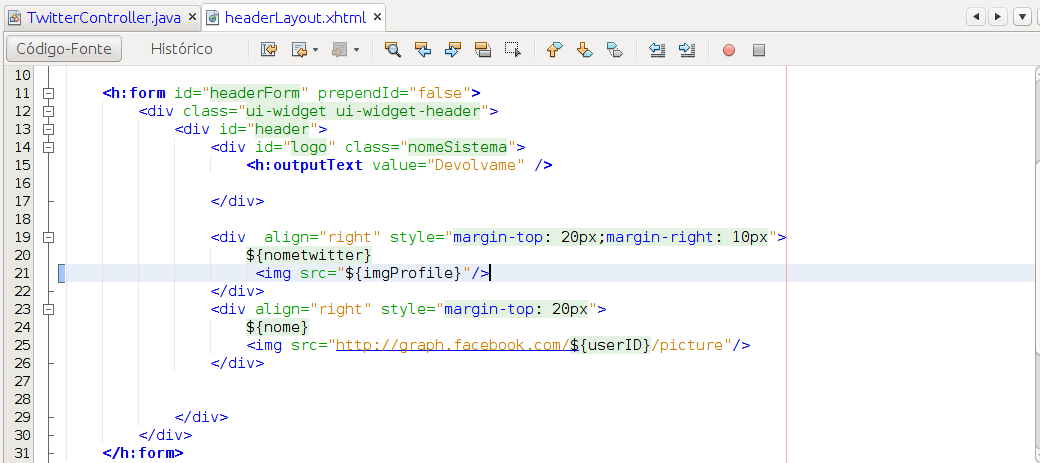 TwitterController.java
headerLayout.xhtml
Código-Fonte Histórico
10
11 <h:form id="headerForm" prependId="false">
12 <div class="ui-widget ui-widget-header">
13 <div id="header">
14 <div id="logo" class="nomeSistema">
15 <h:outputText value="Devolvame" />
16
17 </div>
18
19 <div  align="right" style="margin-top: 20px;margin-right: 10px">
20 ${nometwitter}
21 <img src="${imgProfile}"/>
22 </div>
23 <div align="right" style="margin-top: 20px">
24 ${nome}
25 <img src="http://graph.facebook.com/${userID}/picture"/>
26 </div>
27
28
29 </div>
30 </div>
31 </h:form>